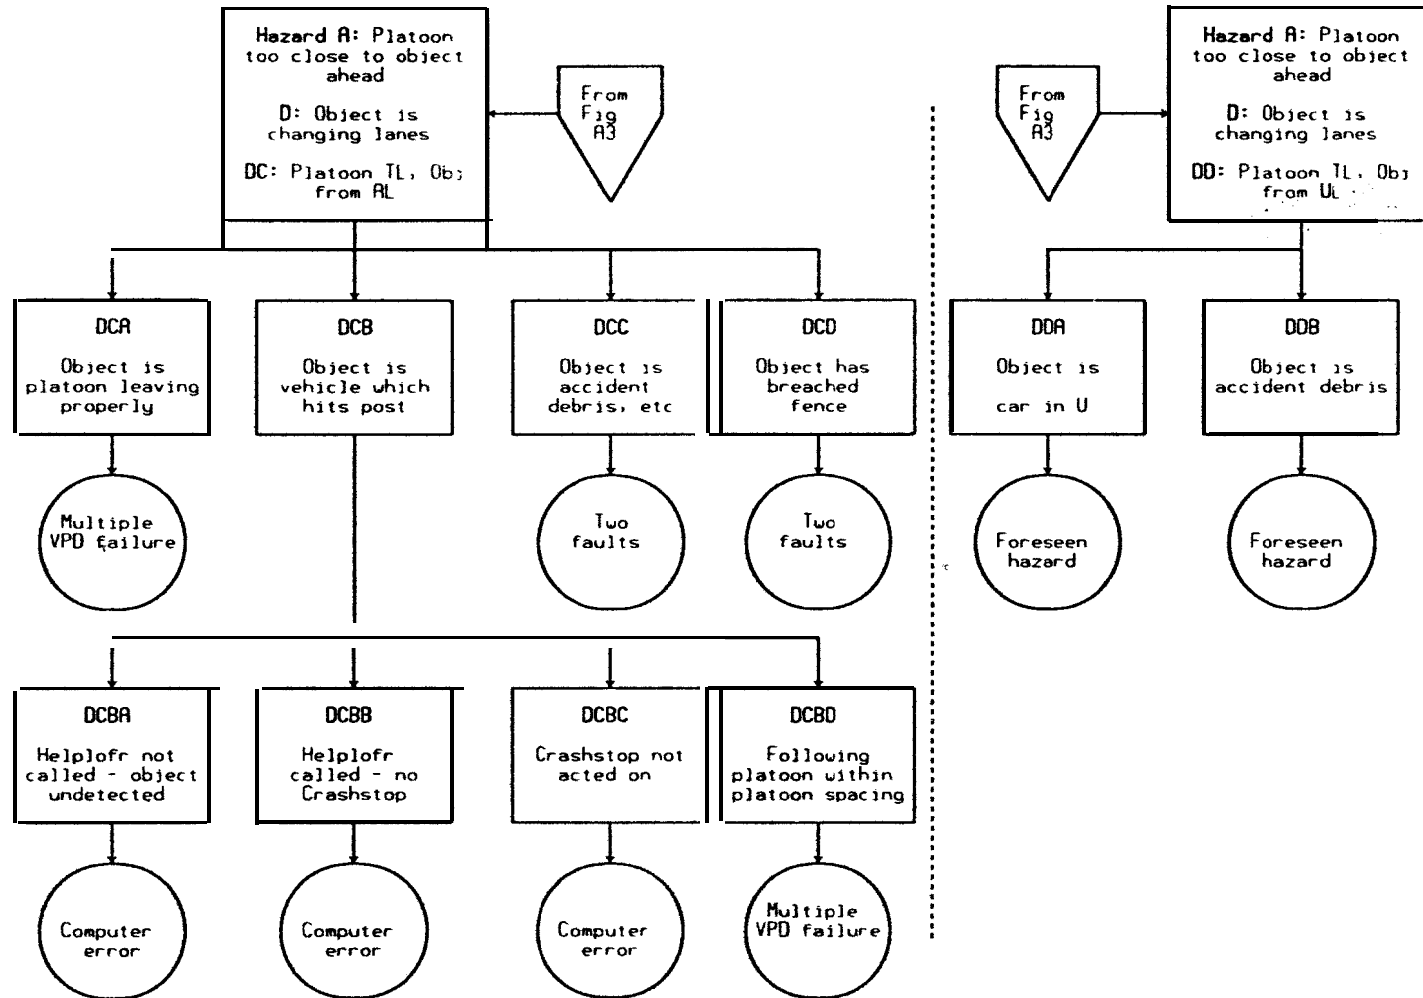 Hazard A: Platoon
too close to object
ahead
D: Object is
changing lanes
DC: Platoon TL, Obj
from AL
From
Fig
A3
DCA
Object is
platoon leaving
properly
DCB
Object is
vehicle which
hits post
DCC
Object is
accident
debris, etc
DCD
Object has
breached
fence
Multiple
VPD failure
Two
faults
Two
faults
DCBA
Helplofr not
called - object
undetected
DCBB
Helplofr
called - no
Crashstop
DCBC
Crashstop not
acted on
DCBD
Following
platoon within
platoon spacing
Computer
error
Computer
error
Computer
error
Multiple
VPD failure
From
Fig
A3
Hazard A: Platoon
too close to object
ahead
D: Object is
changing lanes
DD: Platoon TL, Obj
from UL
DDA
Object is
car in U
DDB
Object is
accident debris
Foreseen
hazard
Foreseen
hazard